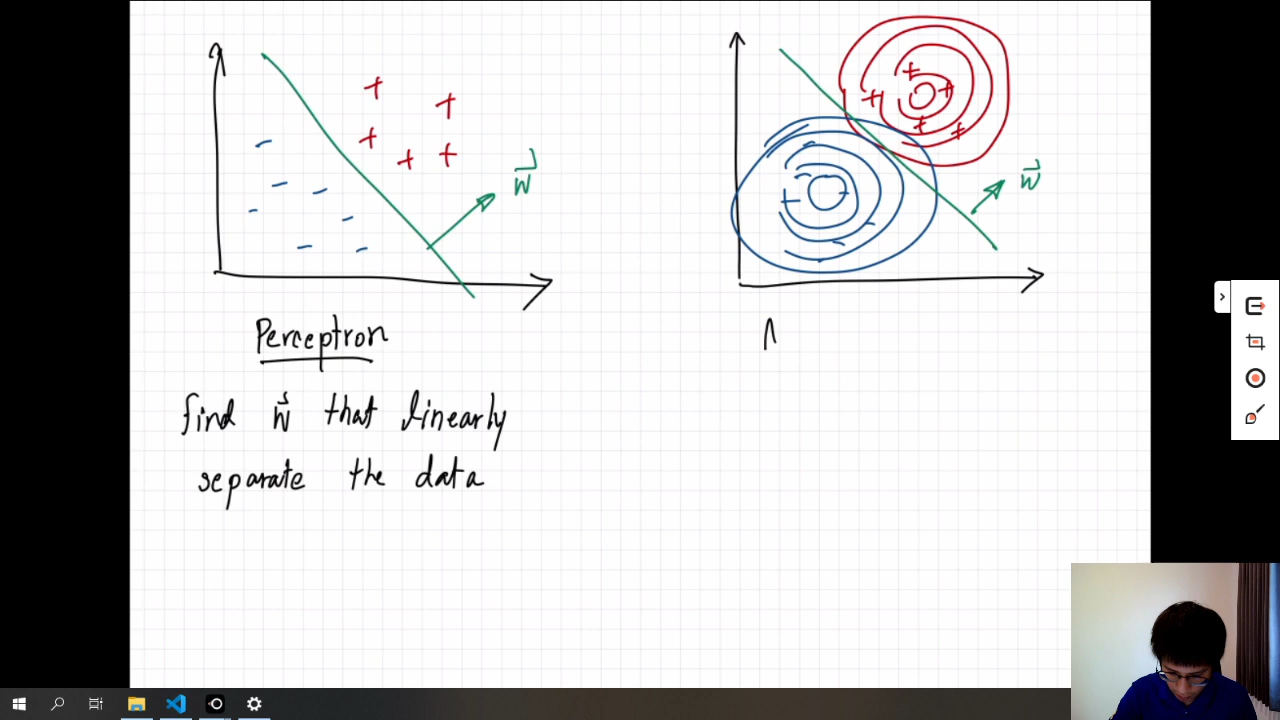 w
w
Perceptron
find w that linearly
separate the data